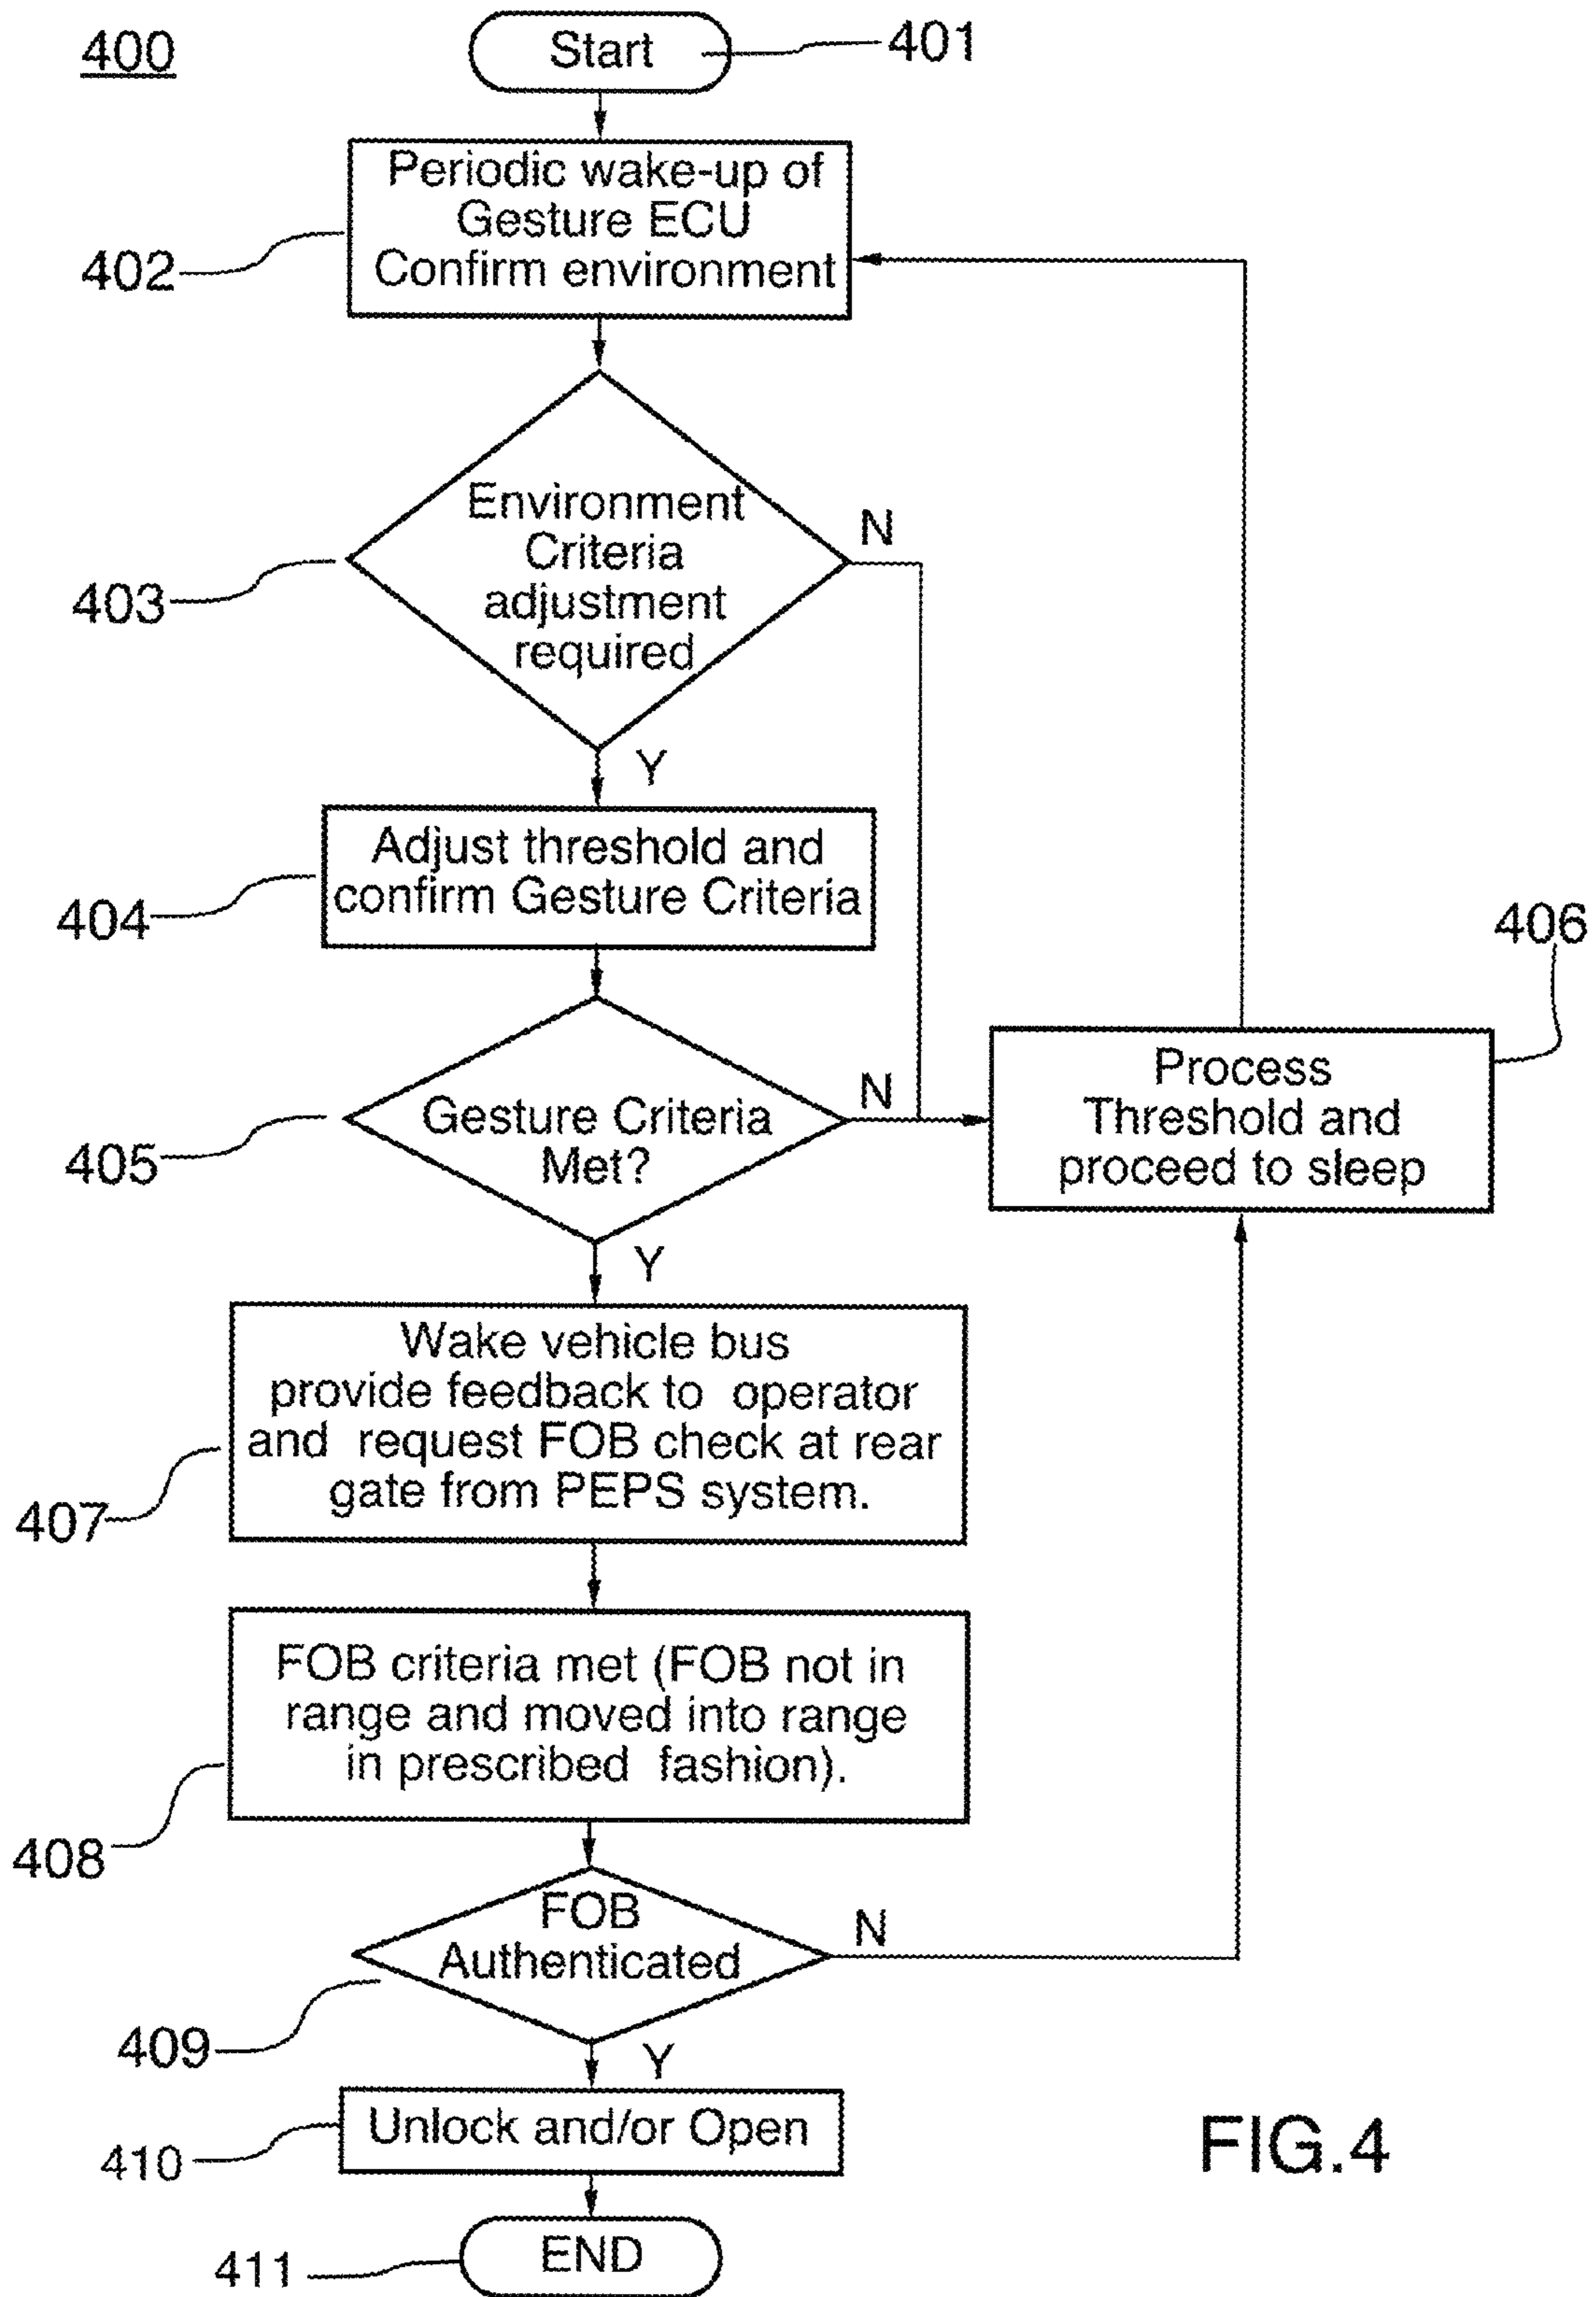 400
Start
401
Periodic wake-up of
Gesture ECU
Confirm environment
402
Environment
Criteria
adjustment
required
N
403
Y
Adjust threshold and
confirm Gesture Criteria
404
406
Gesture Criteria
Met?
N
405
Process
Threshold and
proceed to sleep
Y
Wake vehicle bus
provide feedback to operator
and request FOB check at rear
gate from PEPS system.
407
FOB criteria met (FOB not in
range and moved into range
in prescribed fashion).
408
FOB
Authenticated
N
409
Y
Unlock and/or Open
410
FIG.4
END
411